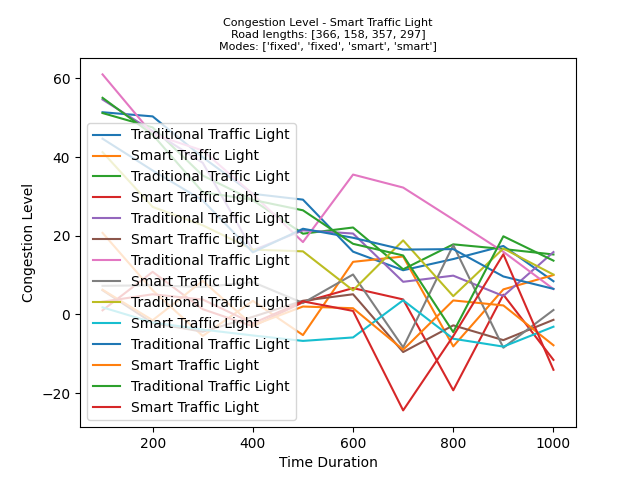 Congestion Level - Smart Traffic Light
Road lengths: [366, 158, 357, 297]
Modes: ['fixed', 'fixed', 'smart', 'smart']
60
40
20
0
−20
Congestion Level
Traditional Traffic Light
Smart Traffic Light
Traditional Traffic Light
Smart Traffic Light
Traditional Traffic Light
Smart Traffic Light
Traditional Traffic Light
Smart Traffic Light
Traditional Traffic Light
Smart Traffic Light
Traditional Traffic Light
Smart Traffic Light
Traditional Traffic Light
Smart Traffic Light
200 400 600 800 1000
Time Duration